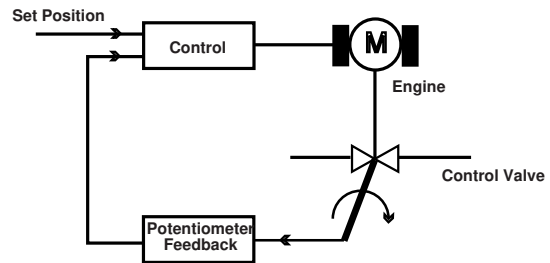 Set Position
Control
M
Engine
Control Valve
Potentiometer
Feedback